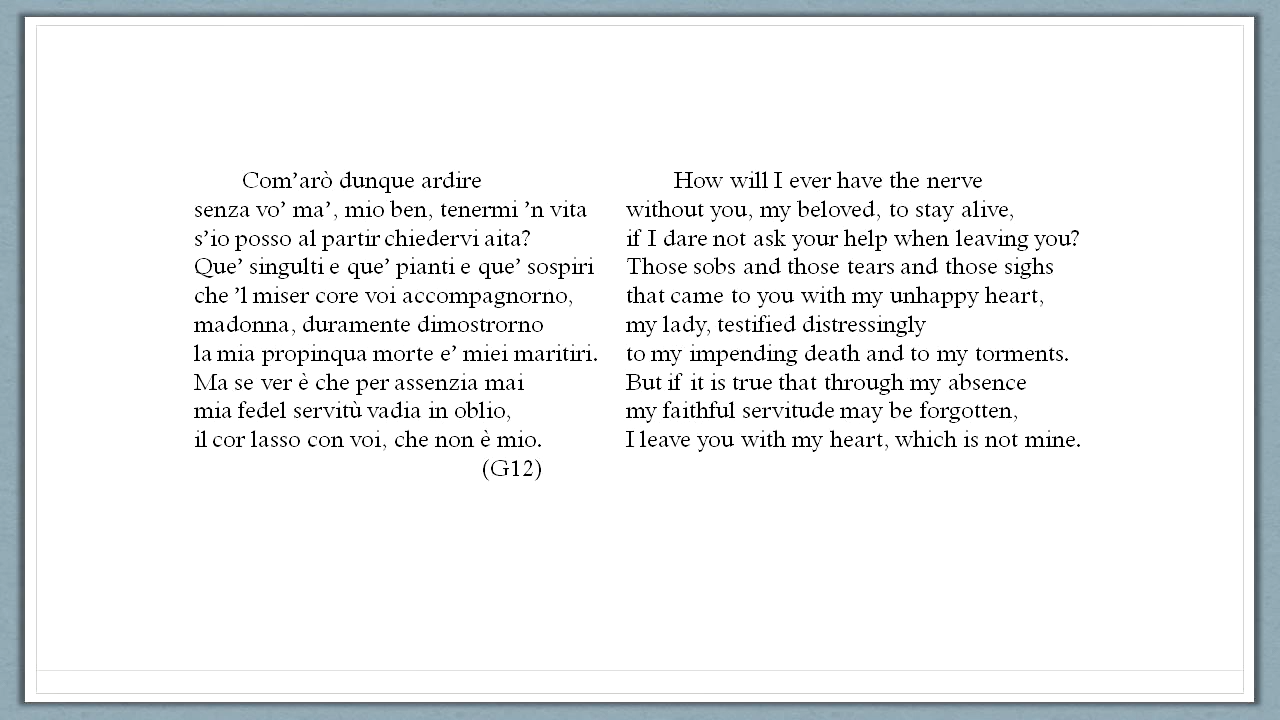 Com’arò dunque ardire
senza vo’ ma’, mio ben, tenermi ’n vita
s’io posso al partir chiedervi aita?
Que’ singulti e que’ pianti e que’ sospiri
che ’l miser core voi accompagnorno,
madonna, duramente dimostrorno
la mia propinqua morte e’ miei maritiri.
Ma se ver è che per assenzia mai
mia fedel servitù vadia in oblio,
il cor lasso con voi, che non è mio.
(G12)
How will I ever have the nerve
without you, my beloved, to stay alive,
if I dare not ask your help when leaving you?
Those sobs and those tears and those sighs
that came to you with my unhappy heart,
my lady, testified distressingly
to my impending death and to my torments.
But if it is true that through my absence
my faithful servitude may be forgotten,
I leave you with my heart, which is not mine.